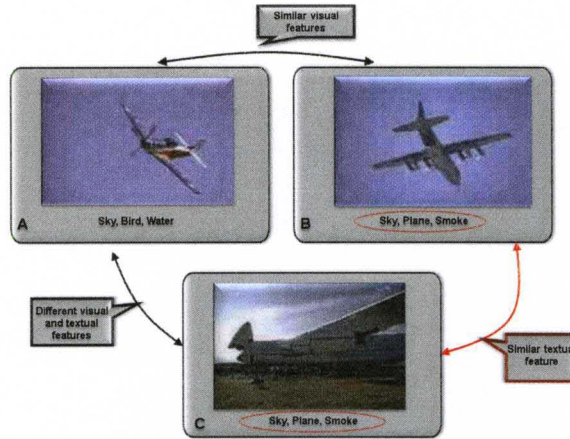 Similar visual
features
A
Sky, Bird, Water
B
Sky, Plane, Smoke
Different visual
and textual
features
Similar textual
feature
C
Sky, Plane, Smoke